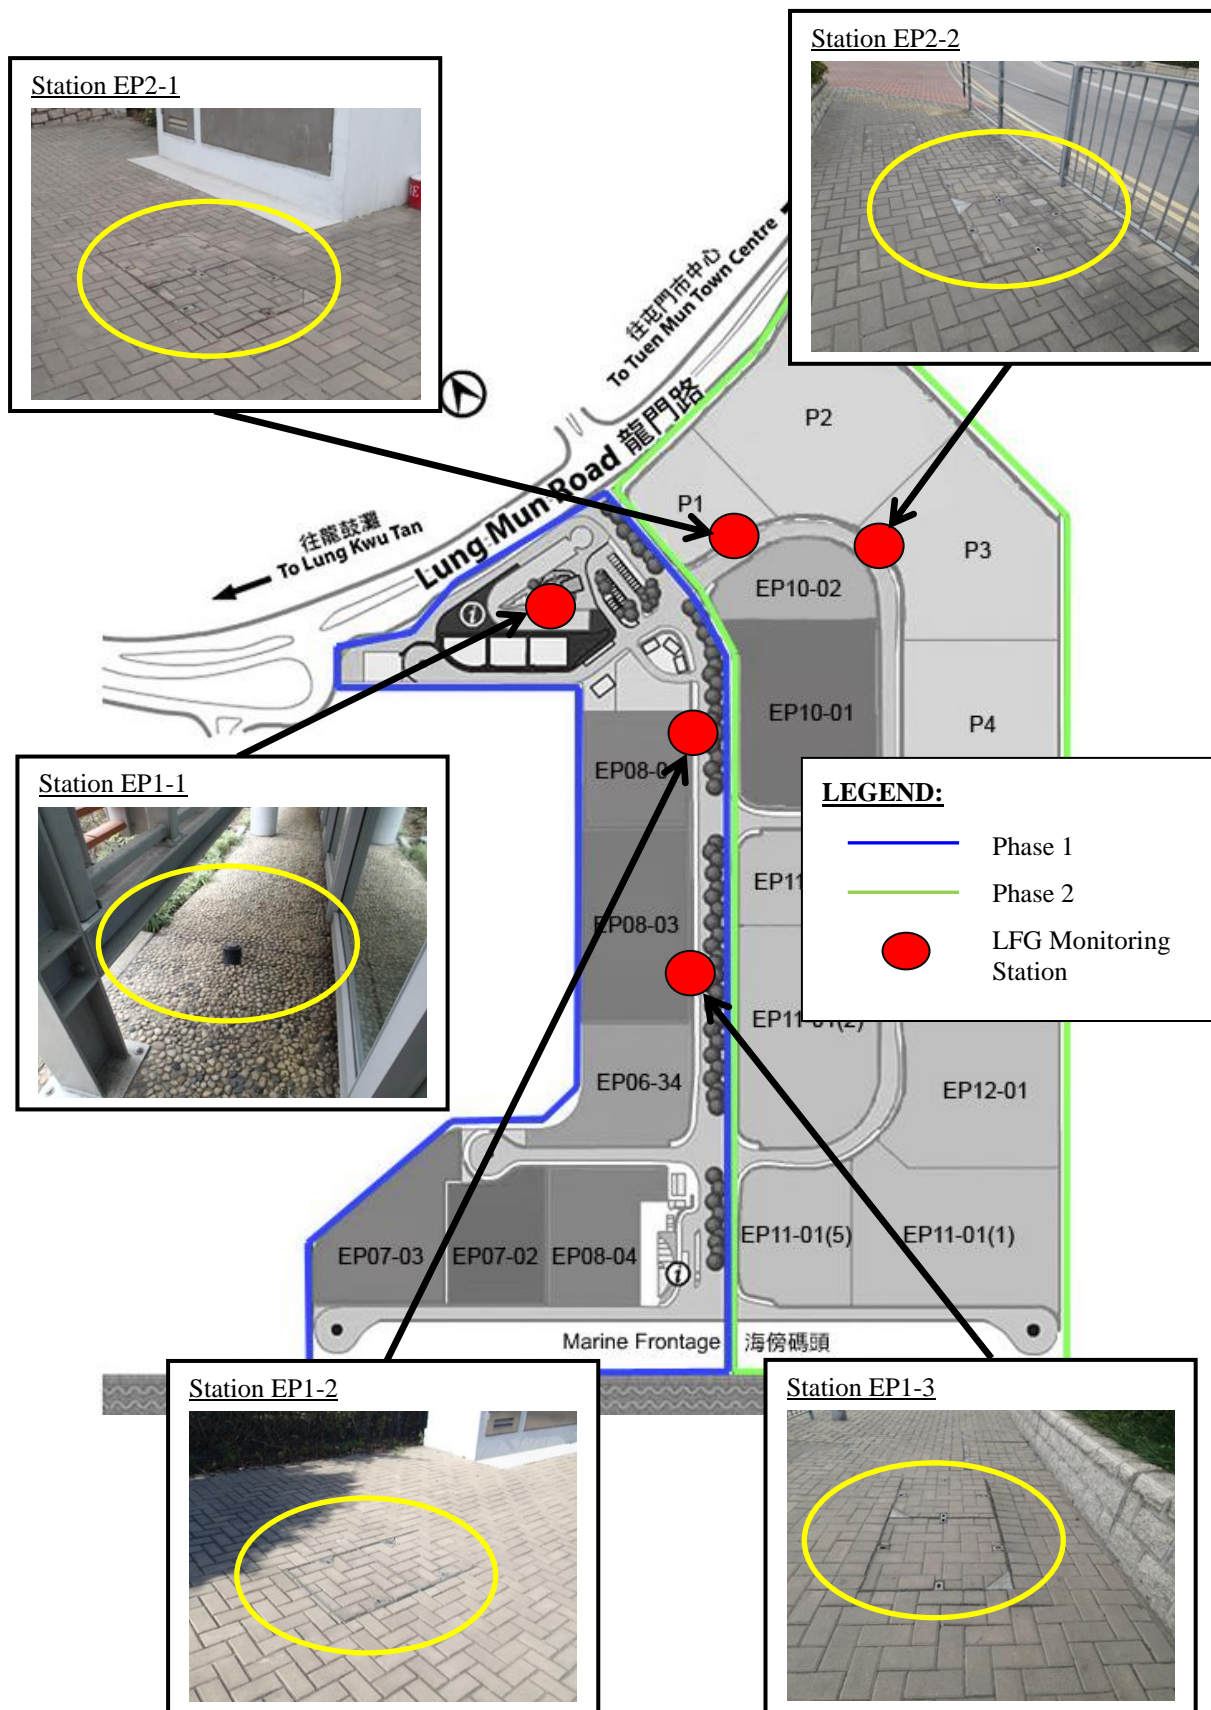 Station EP2-2
Station EP2-1
往屯門市中心
To Tuen Mun Town Centre
Lung Mun Road 龍門路
往龍鼓灘
To Lung Kwu Tan
P2
P1
P3
EP10-02
EP10-01
P4
Station EP1-1
EP08-0
LEGEND:
Phase 1
Phase 2
LFG Monitoring
Station
EP11
EP08-03
EP11-01(2)
EP06-34
EP12-01
EP07-03
EP07-02
EP08-04
EP11-01(5)
EP11-01(1)
Marine Frontage 海傍碼頭
Station EP1-2
Station EP1-3